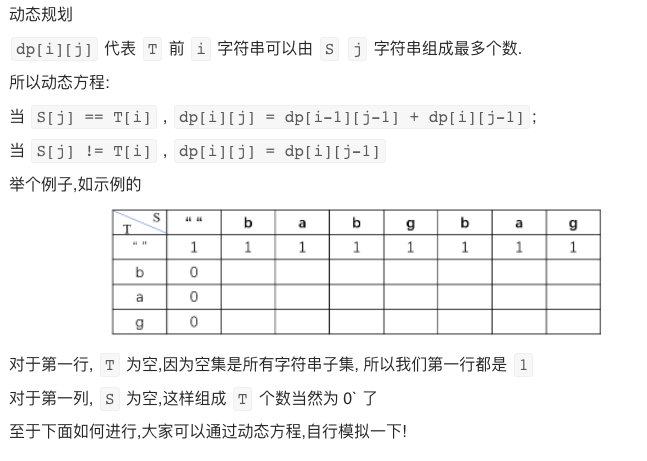 动态规划
dp[i][j] 代表 T 前 i 字符串可以由 S j 字符串组成最多个数.
所以动态方程:
当 S[j] == T[i] , dp[i][j] = dp[i-1][j-1] + dp[i][j-1];
当 S[j] != T[i] , dp[i][j] = dp[i][j-1]
举个例子,如示例的
T S “ “ b a b g b a g
“ ” 1 1 1 1 1 1 1 1
b 0
a 0
g 0
对于第一行, T 为空,因为空集是所有字符串子集, 所以我们第一行都是 1
对于第一列, S 为空,这样组成 T 个数当然为 0` 了
至于下面如何进行,大家可以通过动态方程,自行模拟一下!